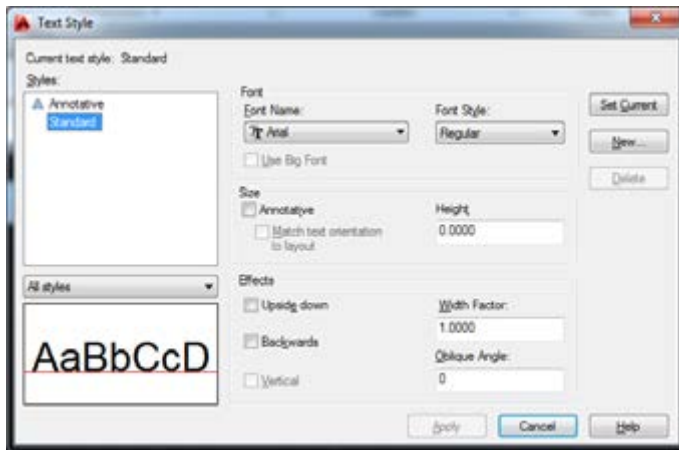 Text Style
Current text style: Standard
Styles:
Annotative
Standard
All styles
AaBbCcD
Font
Font Name:
Font Style:
Arial
Regular
Use Big Font
Size
Annotative
Match text orientation
to layout
Height
0.0000
Effects
Upside down
Backwards
Vertical
Width Factor:
1.0000
Oblique Angle:
0
Set Current
New...
Delete
Apply
Cancel
Help